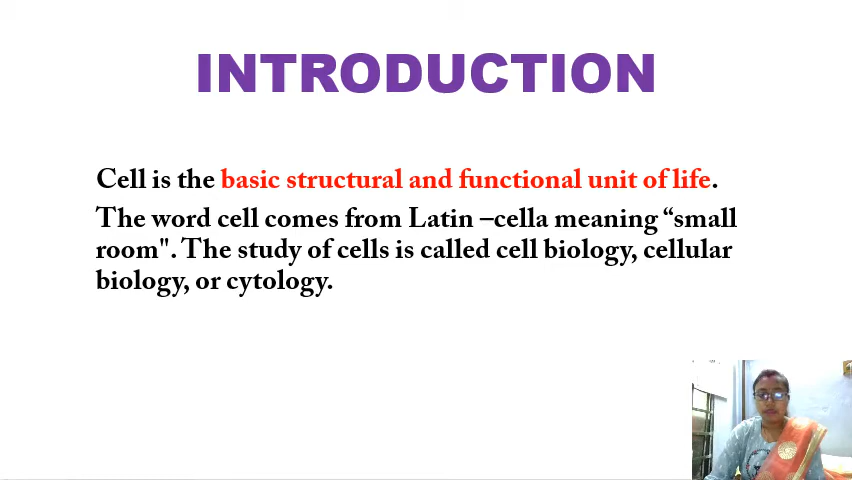 INTRODUCTION
Cell is the basic structural and functional unit of life.
The word cell comes from Latin –cella meaning “small
room". The study of cells is called cell biology, cellular
biology, or cytology.